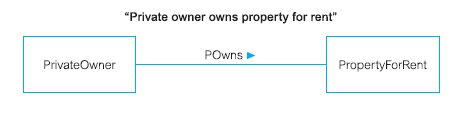 “Private owner owns property for rent”
POwns ►
PrivateOwner
PropertyForRent